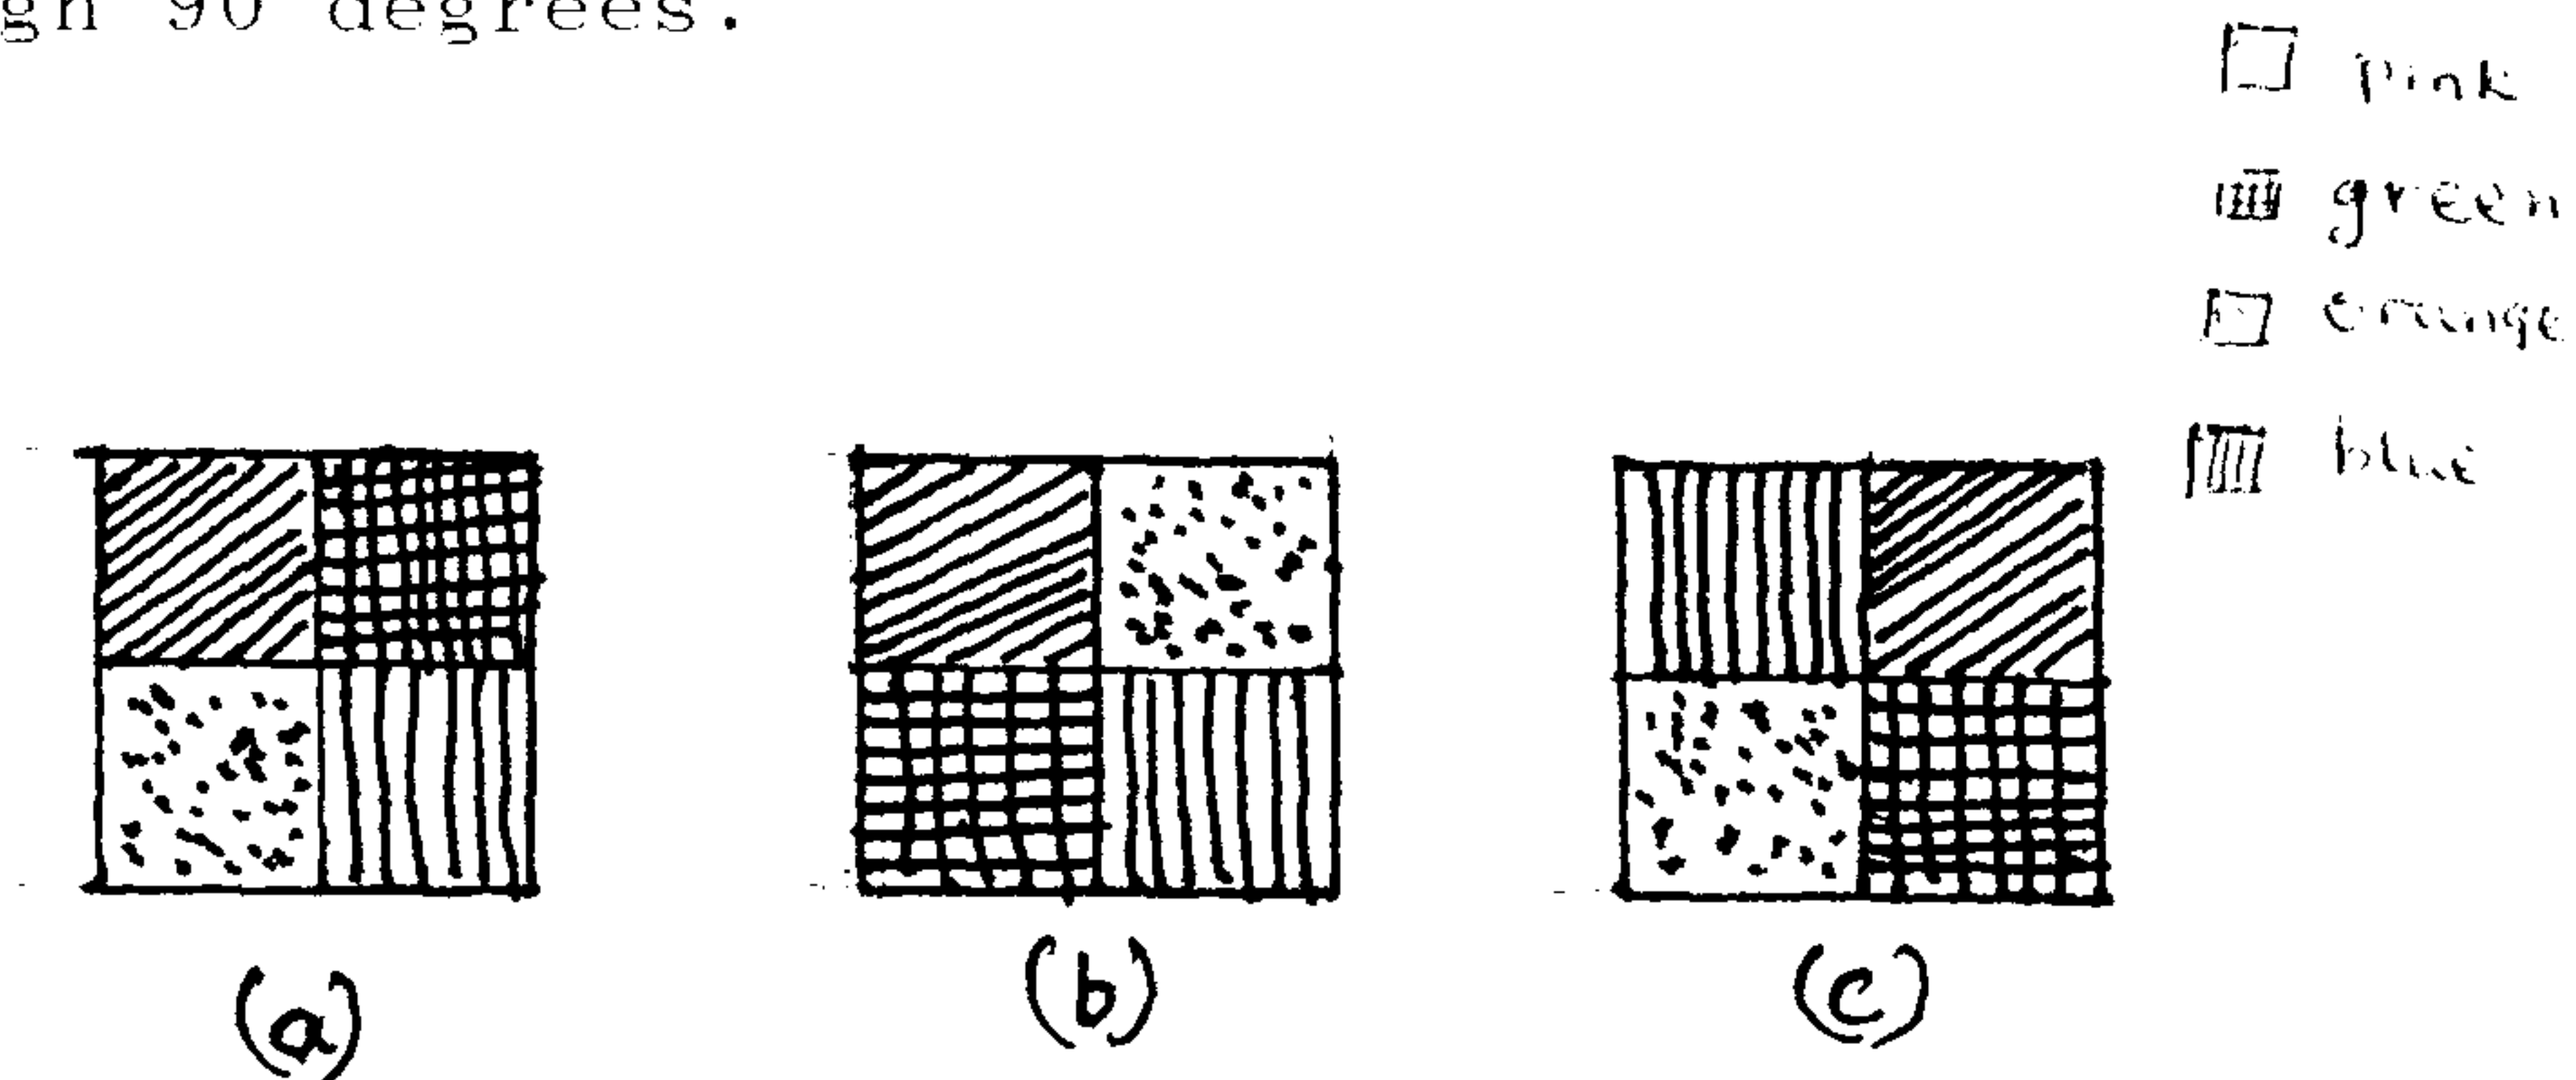 gh 90 degrees.
pink
green
orange
blue
(a) (b) (c)